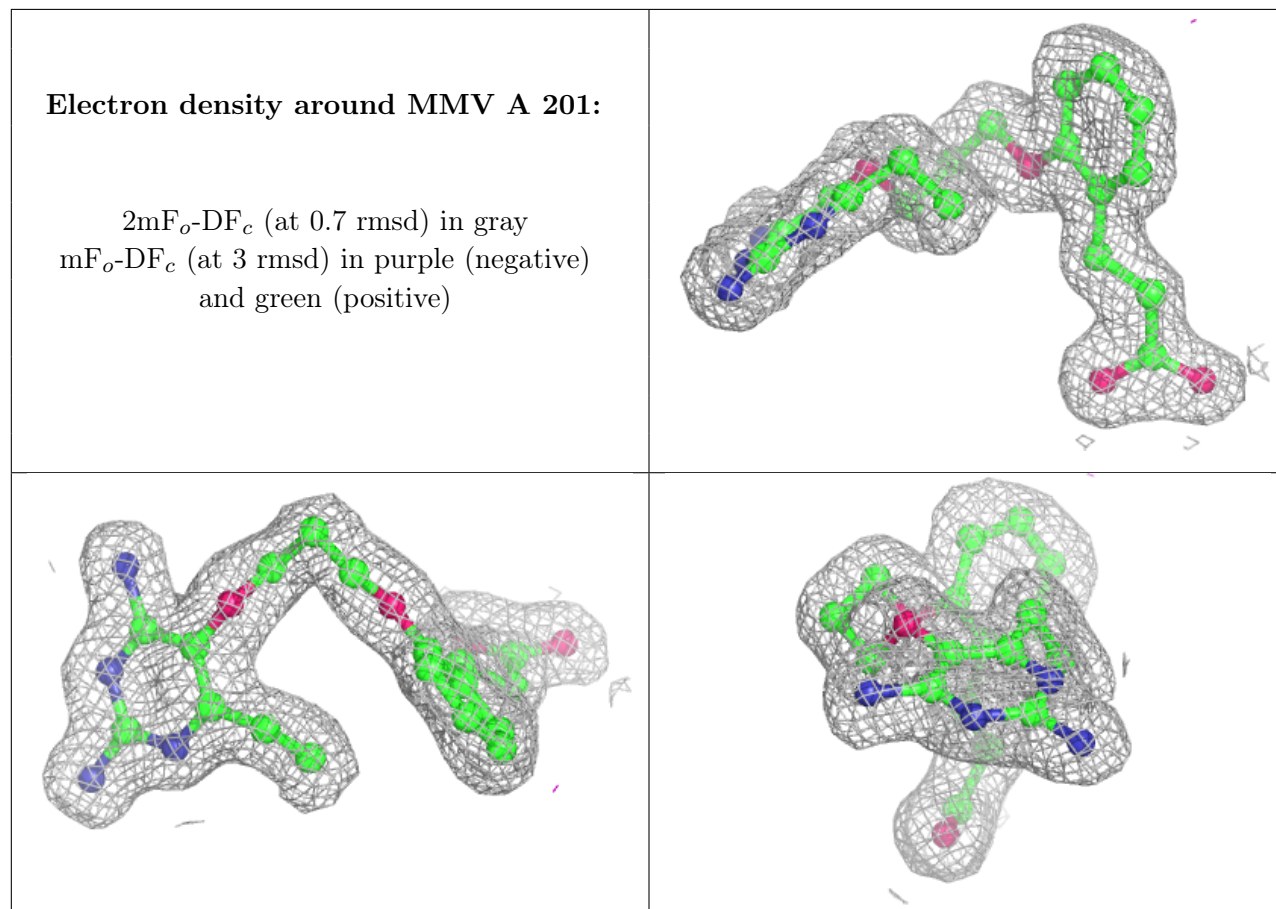 Electron density around MMV A 201:
2mFo-DFc (at 0.7 rmsd) in gray
mFo-DFc (at 3 rmsd) in purple (negative)
and green (positive)